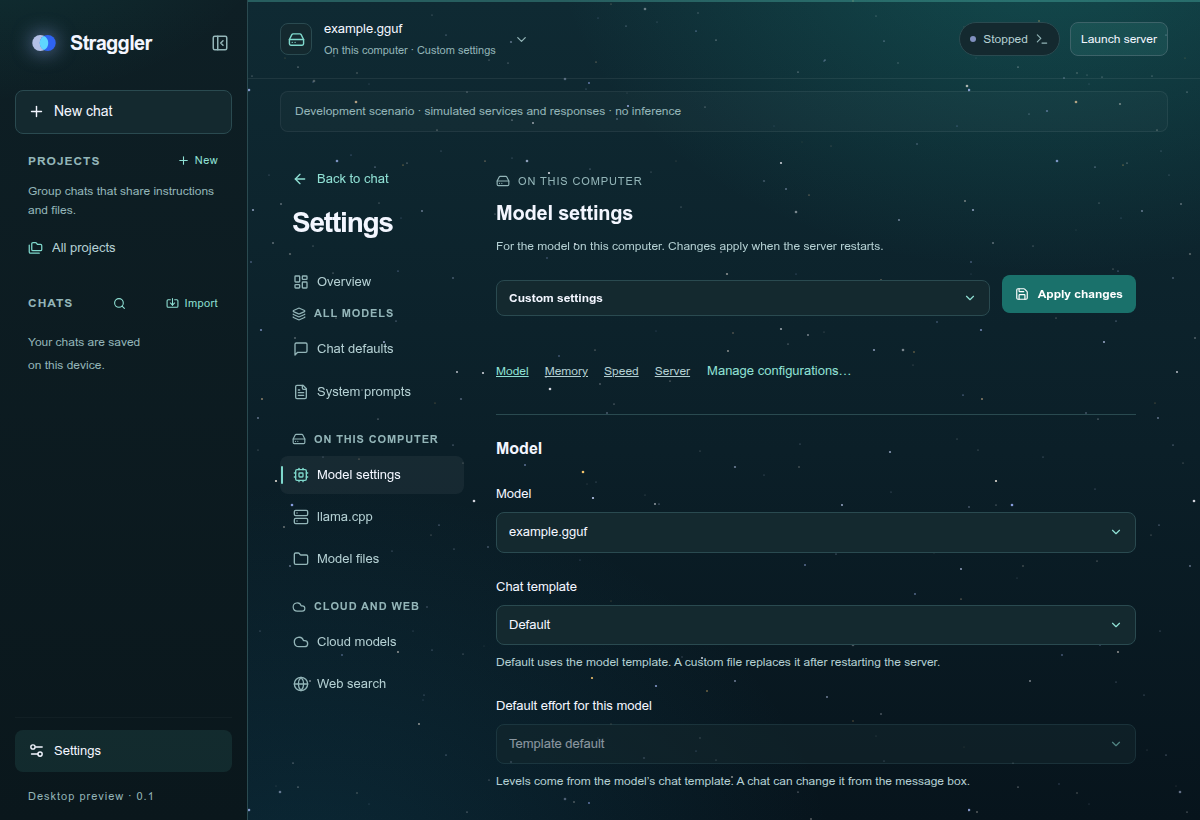 Straggler
New chat
PROJECTS
New
Group chats that share instructions
and files.
All projects
CHATS
Import
Your chats are saved
on this device.
Settings
Desktop preview · 0.1
example.gguf
On this computer · Custom settings
Stopped
Launch server
Development scenario · simulated services and responses · no inference
Back to chat
Settings
Overview
ALL MODELS
Chat defaults
System prompts
ON THIS COMPUTER
Model settings
llama.cpp
Model files
CLOUD AND WEB
Cloud models
Web search
ON THIS COMPUTER
Model settings
For the model on this computer. Changes apply when the server restarts.
Custom settings
Apply changes
Model Memory Speed Server Manage configurations…
Model
Model
example.gguf
Chat template
Default
Default uses the model template. A custom file replaces it after restarting the server.
Default effort for this model
Template default
Levels come from the model's chat template. A chat can change it from the message box.